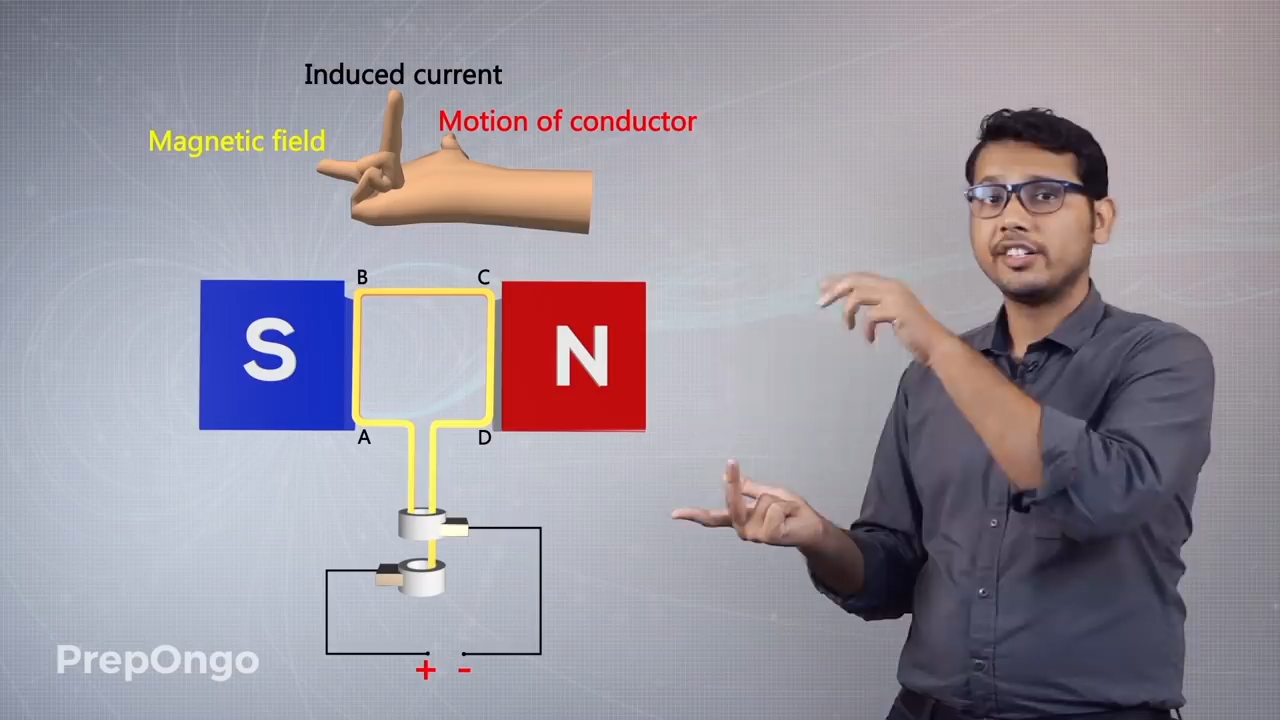 Induced current
Magnetic field
Motion of conductor
B
C
S
N
A
D
PrepOngo
+ -